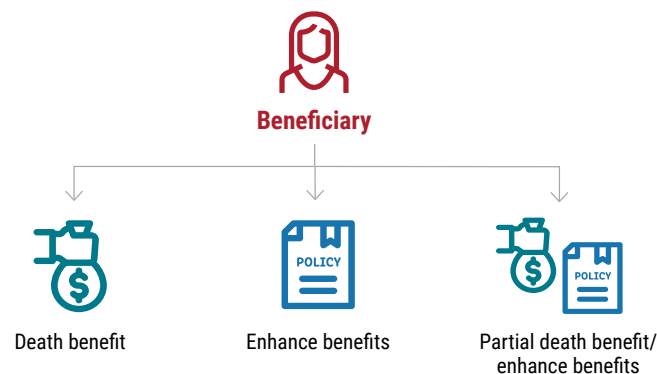 Beneficiary
$
POLICY
$
POLICY
Death benefit
Enhance benefits
Partial death benefit/
enhance benefits